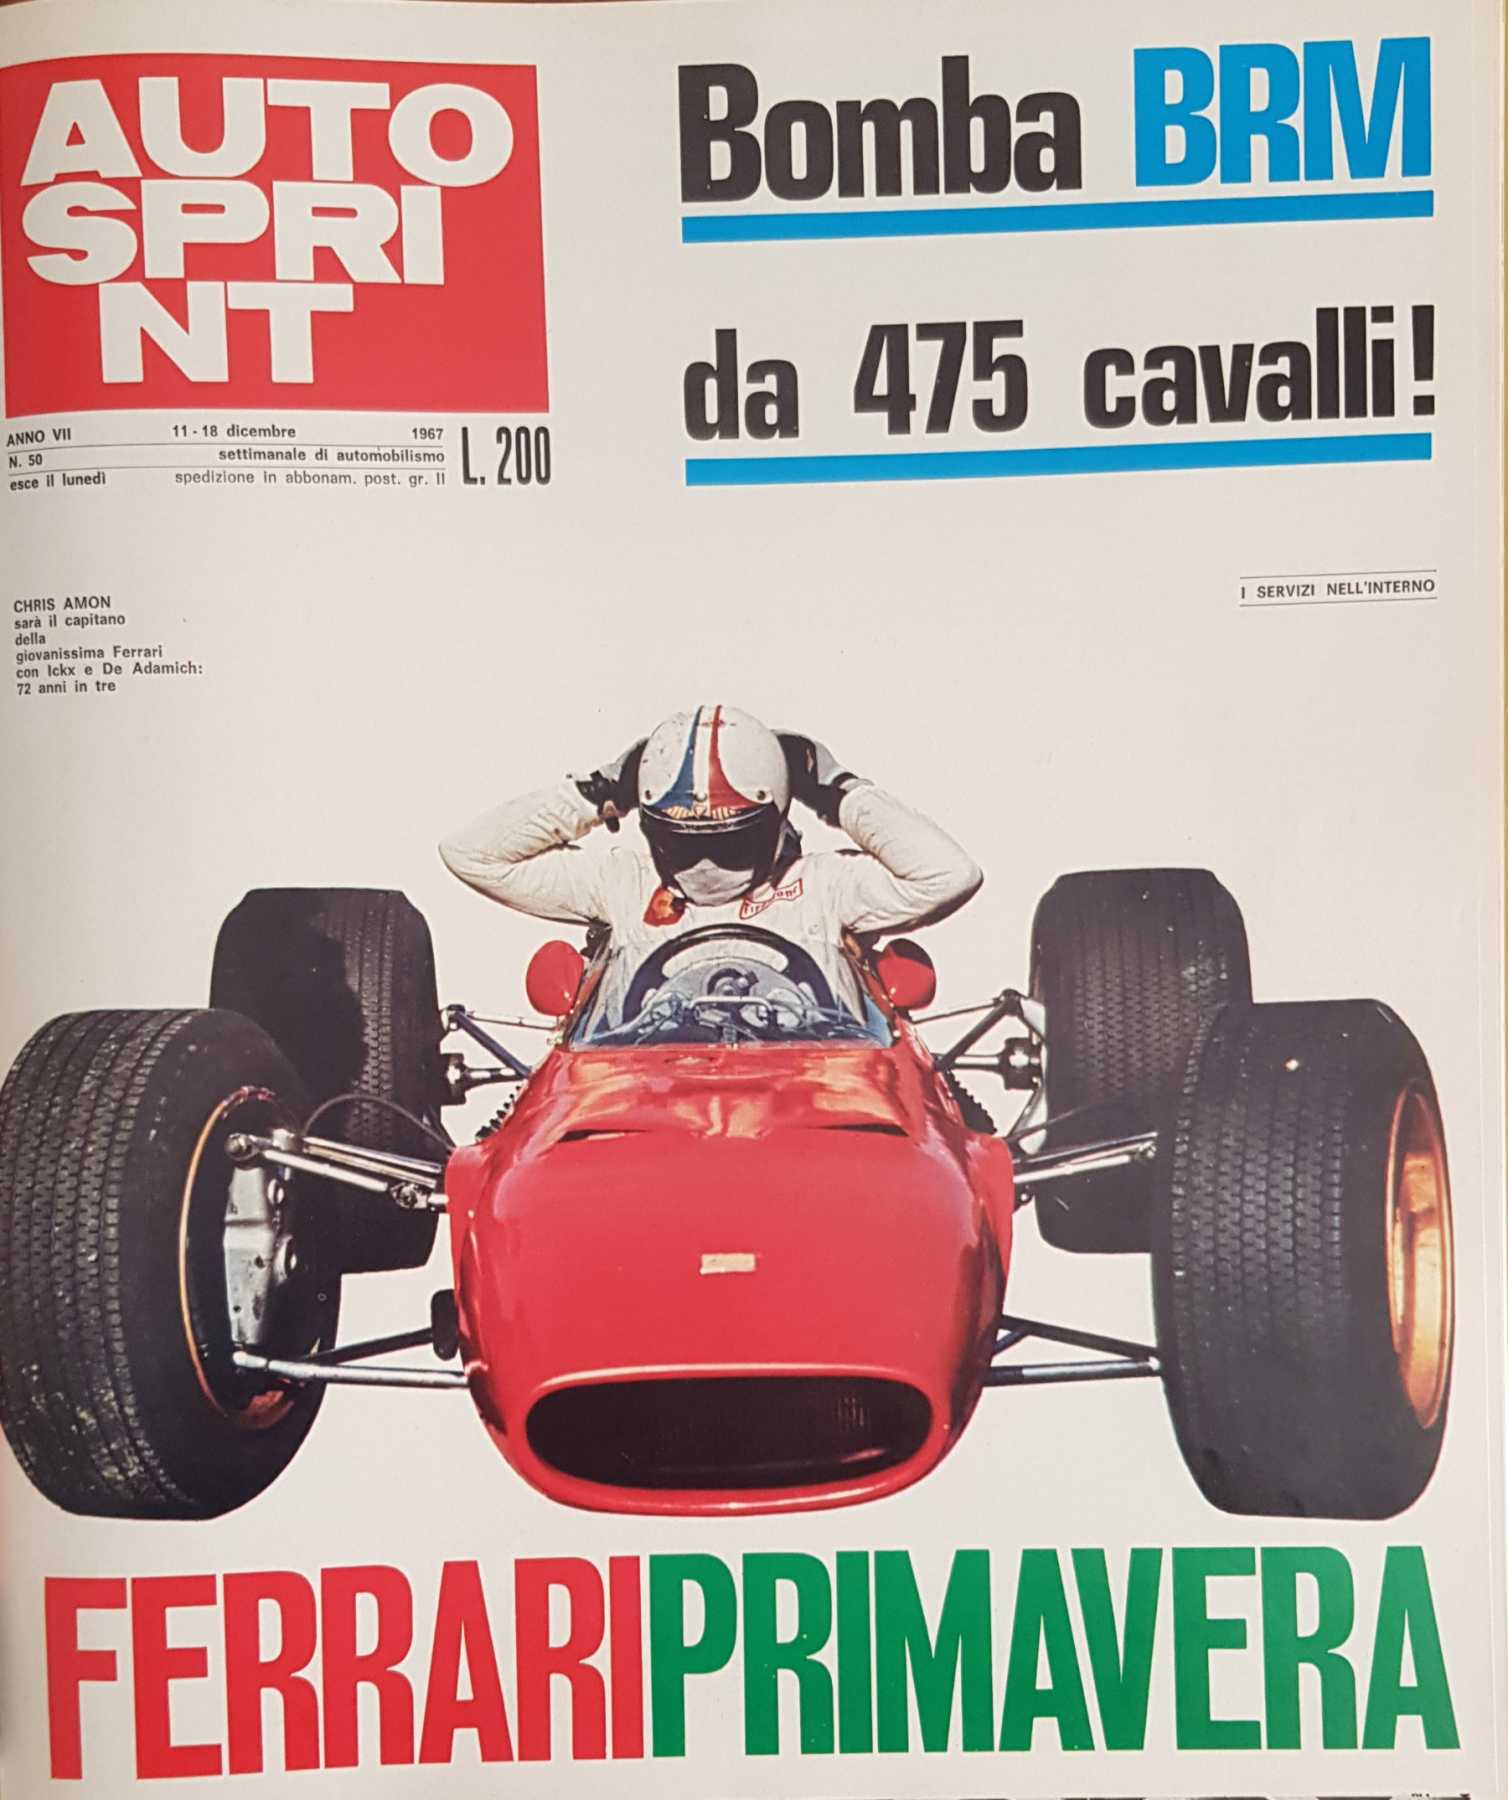 AUTO
SPRI
NT
Bomba BRM
da 475 cavalli!
ANNO VII 11 - 18 dicembre 1967
N. 50 settimanale di automobilismo
esce il lunedì spedizione in abbonam. post. gr. II
L. 200
CHRIS AMON
sarà il capitano
della
giovanissima Ferrari
con Ickx e De Adamich:
72 anni in tre
I SERVIZI NELL'INTERNO
FERRARIPRIMAVERA